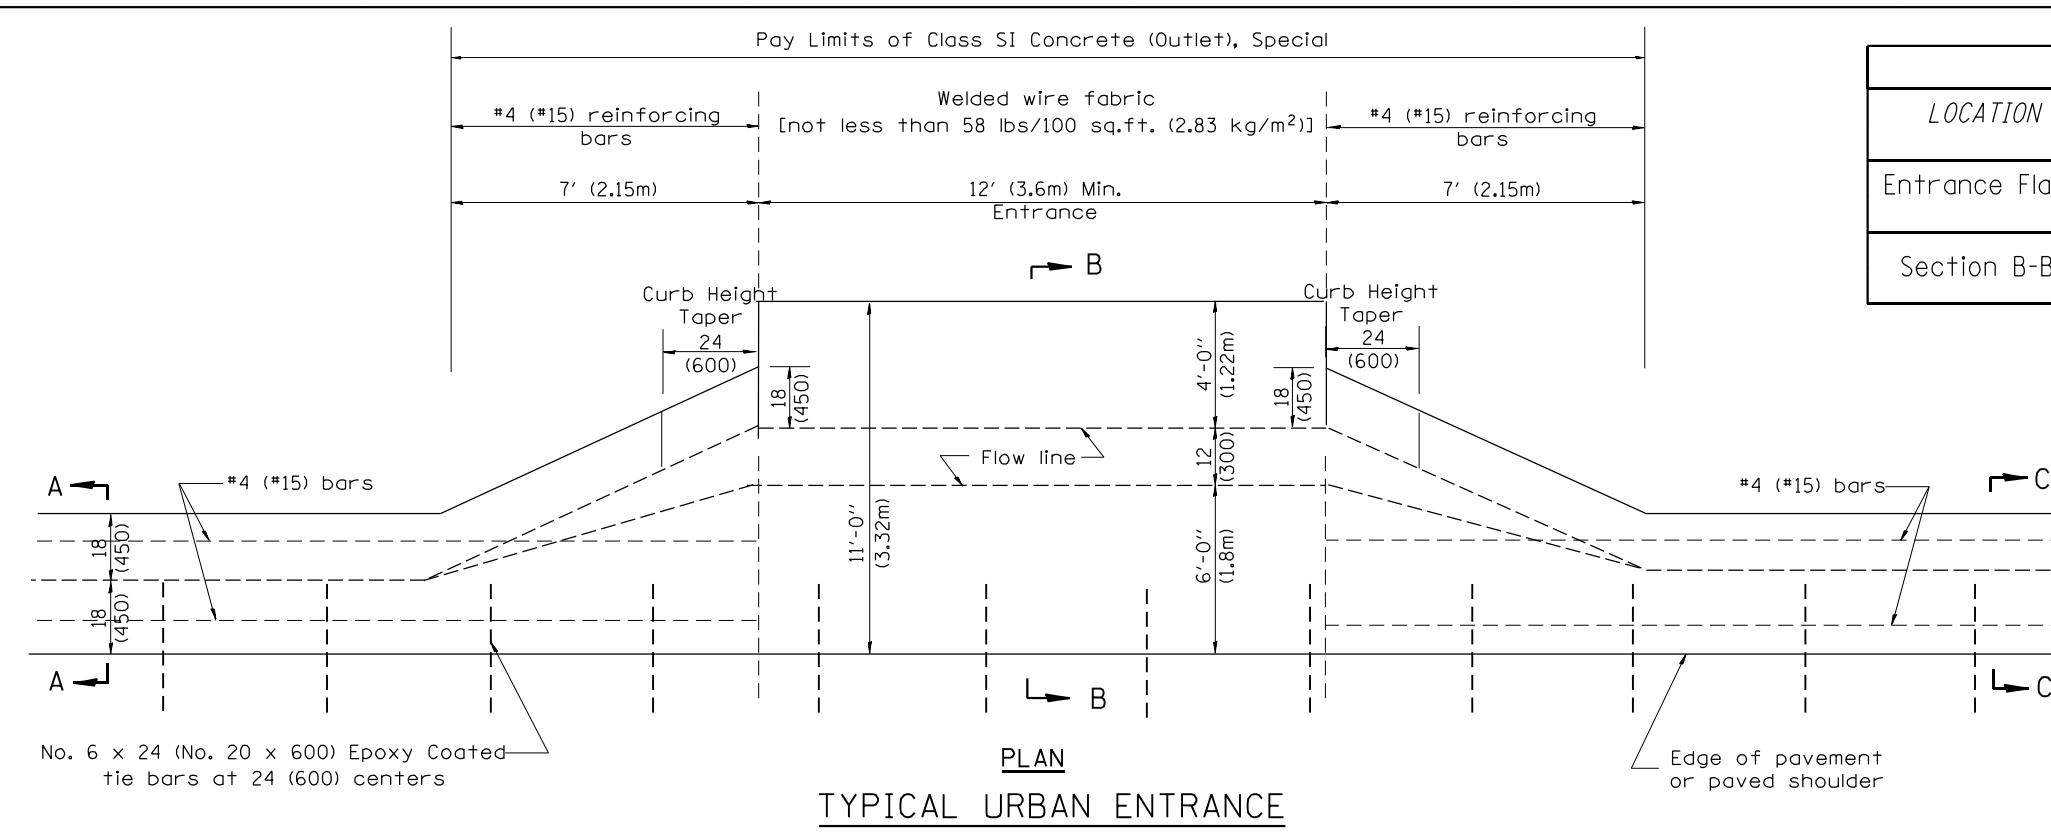 Pay Limits of Class SI Concrete (Outlet), Special
#4 (#15) reinforcing
bars
Welded wire fabric
[not less than 58 lbs/100 sq.ft. (2.83 kg/m²)]
#4 (#15) reinforcing
bars
7' (2.15m)
12' (3.6m) Min.
Entrance
7' (2.15m)
LOCATION
Entrance Fla
Section B-B
B
Curb Height
Taper
24
(600)
Curb Height
Taper
24
(600)
18
(450)
4'-0"
(1.22m)
18
(450)
Flow line
12
(300)
A
#4 (#15) bars
#4 (#15) bars
C
18
(450)
11'-0"
(3.32m)
6'-0"
(1.8m)
18
(450)
A
B
C
No. 6 x 24 (No. 20 x 600) Epoxy Coated
tie bars at 24 (600) centers
Edge of pavement
or paved shoulder
PLAN
TYPICAL URBAN ENTRANCE